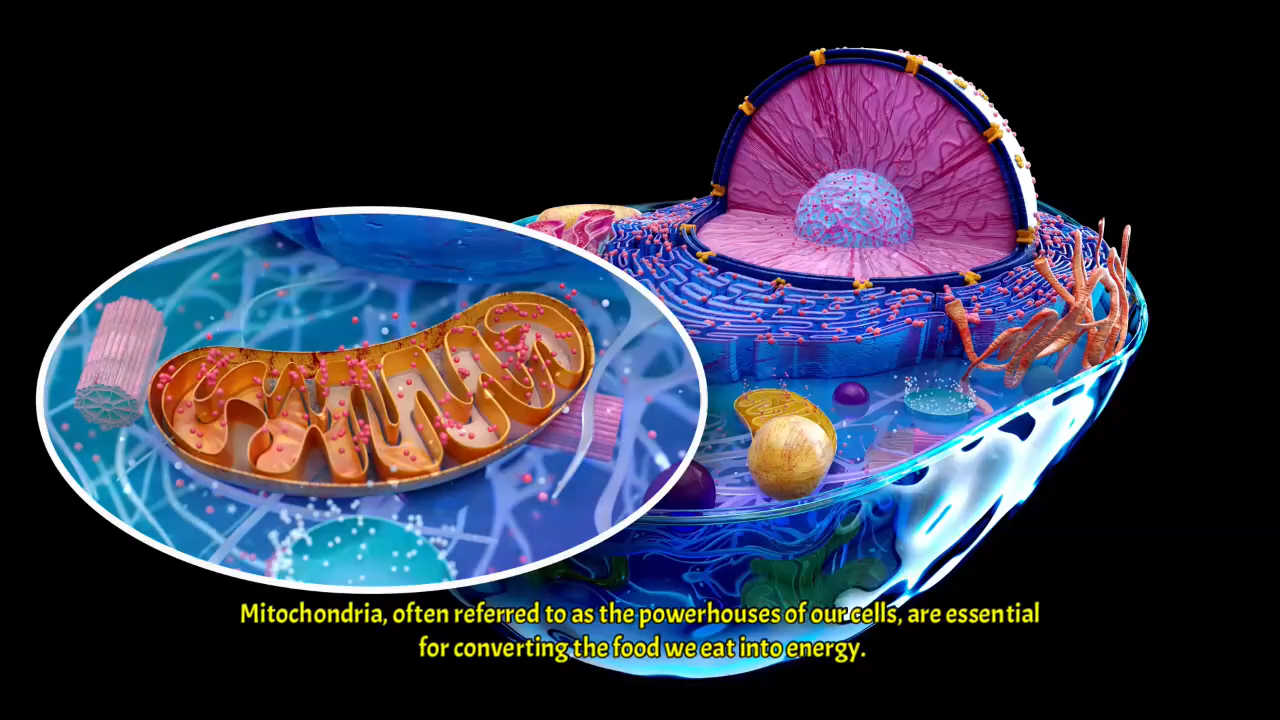 Mitochondria, often referred to as the powerhouses of our cells, are essential
for converting the food we eat into energy.